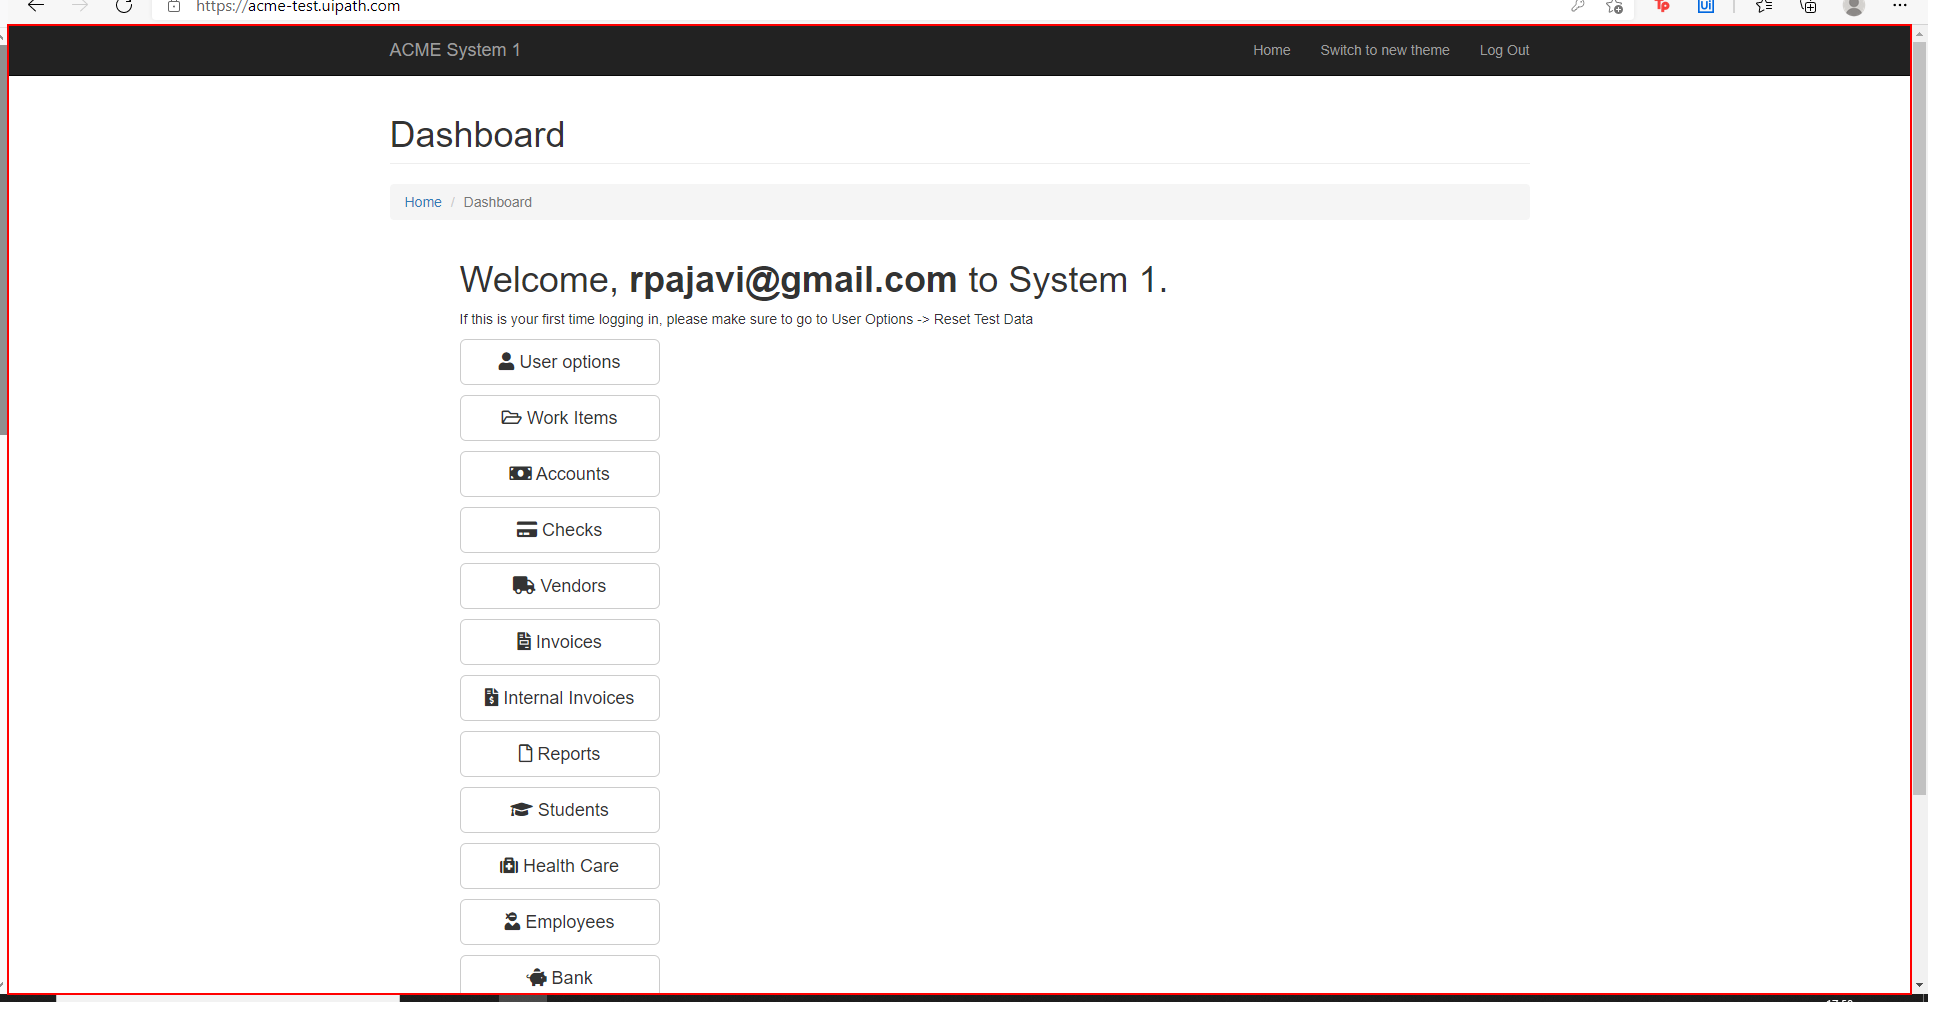 https://acme-test.uipath.com
ACME System 1
Home
Switch to new theme
Log Out
Dashboard
Home / Dashboard
Welcome, rpajavi@gmail.com to System 1.
If this is your first time logging in, please make sure to go to User Options -> Reset Test Data
User options
Work Items
Accounts
Checks
Vendors
Invoices
Internal Invoices
Reports
Students
Health Care
Employees
Bank